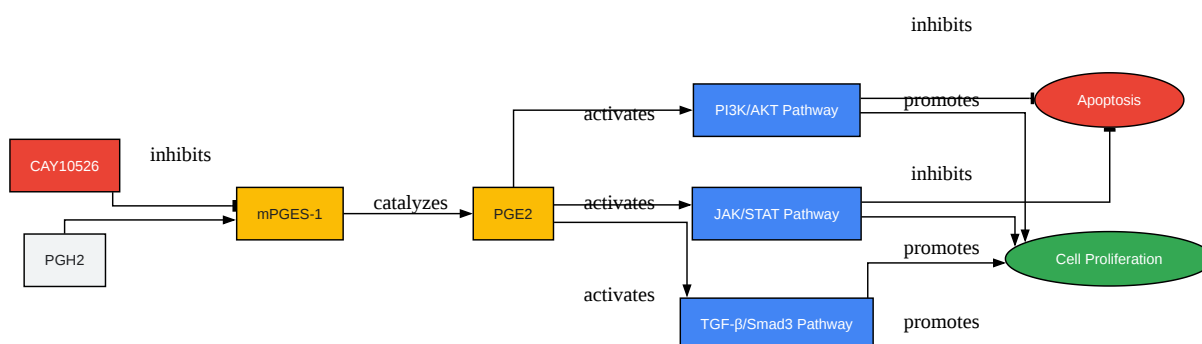 inhibits
PI3K/AKT Pathway
promotes
Apoptosis
activates
CAY10526
inhibits
inhibits
mPGES-1
catalyzes
PGE2
activates
JAK/STAT Pathway
PGH2
promotes
Cell Proliferation
activates
TGF-β/Smad3 Pathway
promotes